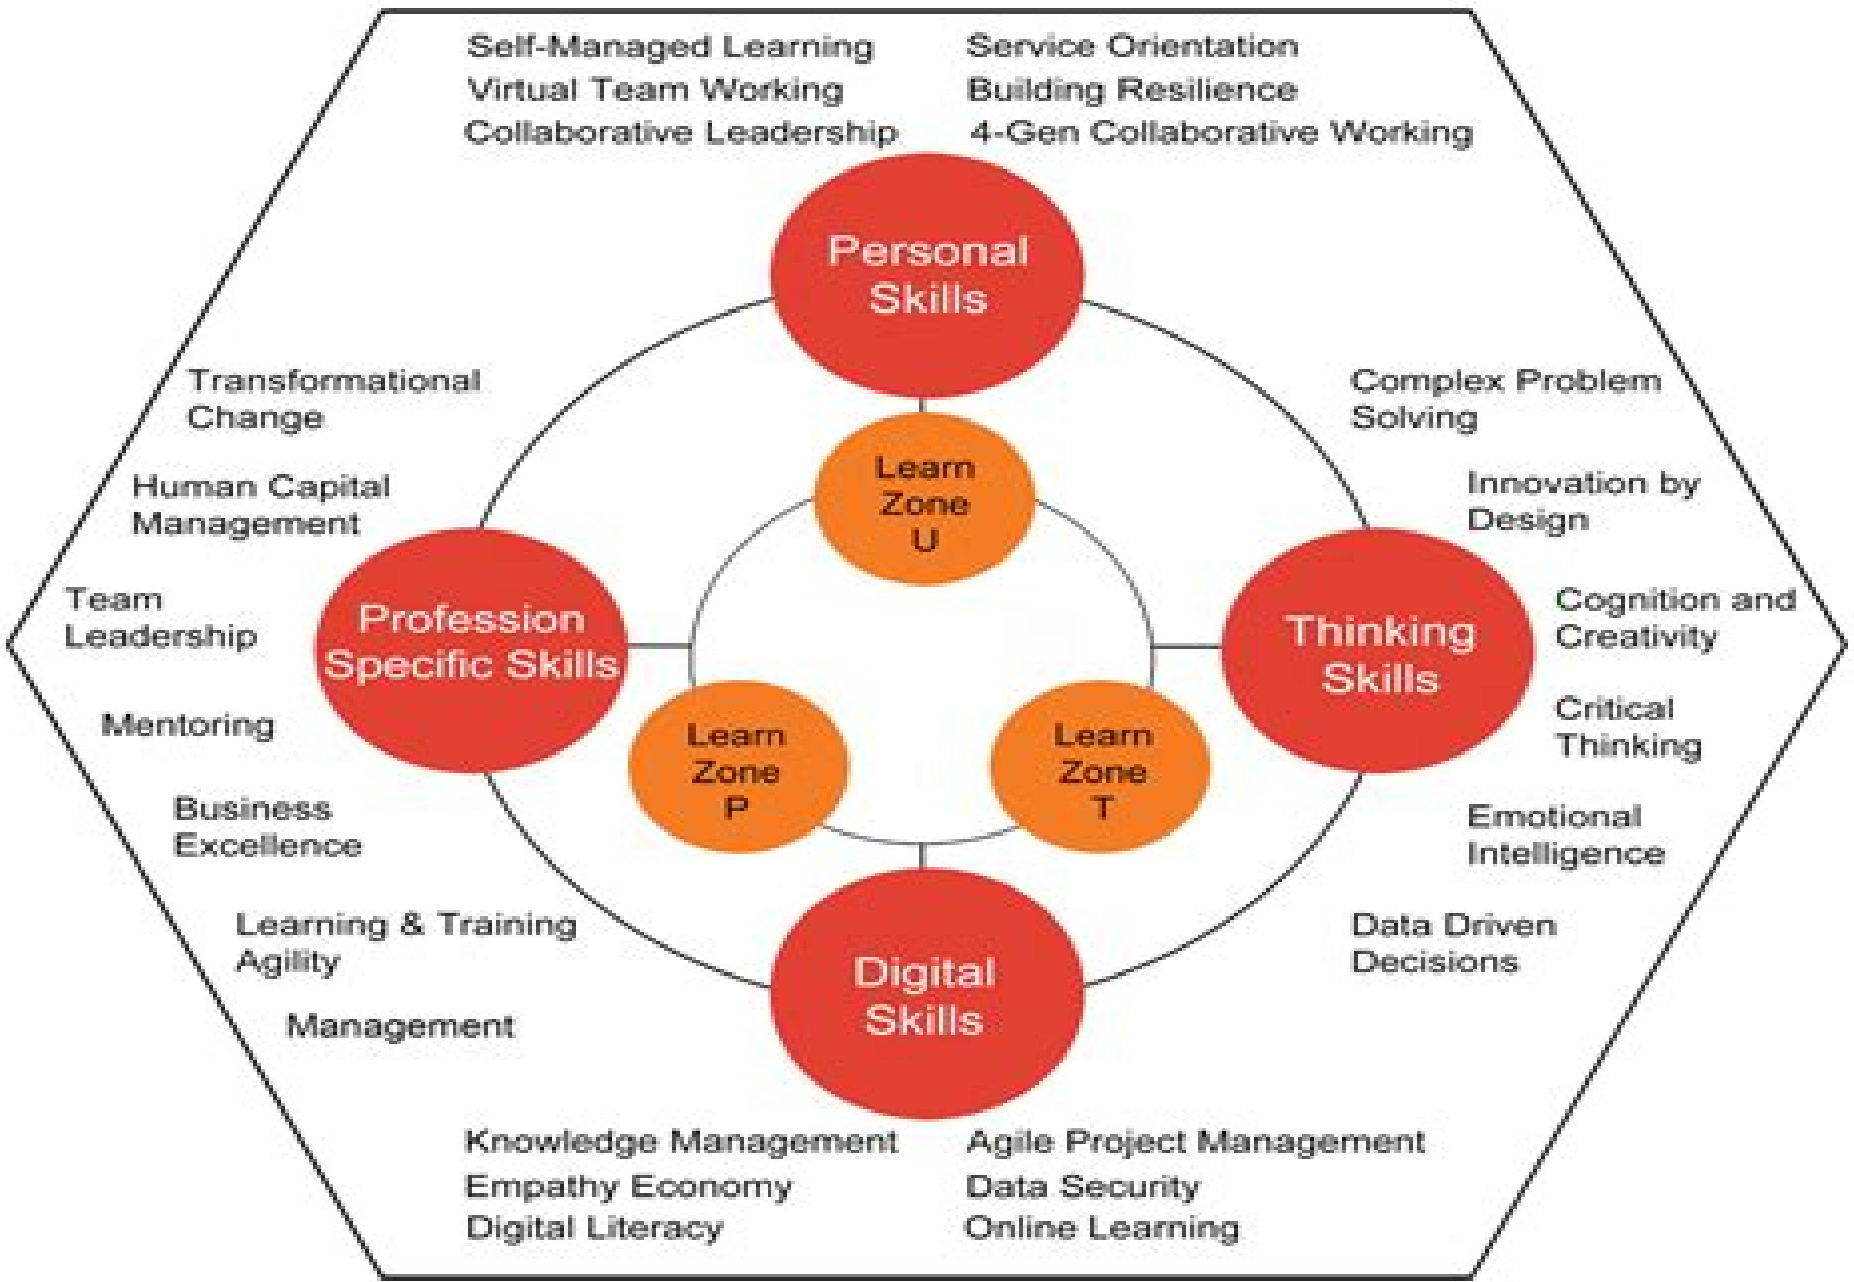 Self-Managed Learning
Service Orientation
Virtual Team Working
Building Resilience
Collaborative Leadership
4-Gen Collaborative Working
Personal
Skills
Transformational
Change
Human Capital
Management
Team
Leadership
Mentoring
Business
Excellence
Learning & Training
Agility
Management
Profession
Specific Skills
Learn
Zone
U
Learn
Zone
P
Learn
Zone
T
Thinking
Skills
Complex Problem
Solving
Innovation by
Design
Cognition and
Creativity
Critical
Thinking
Emotional
Intelligence
Data Driven
Decisions
Digital
Skills
Knowledge Management
Agile Project Management
Empathy Economy
Data Security
Digital Literacy
Online Learning